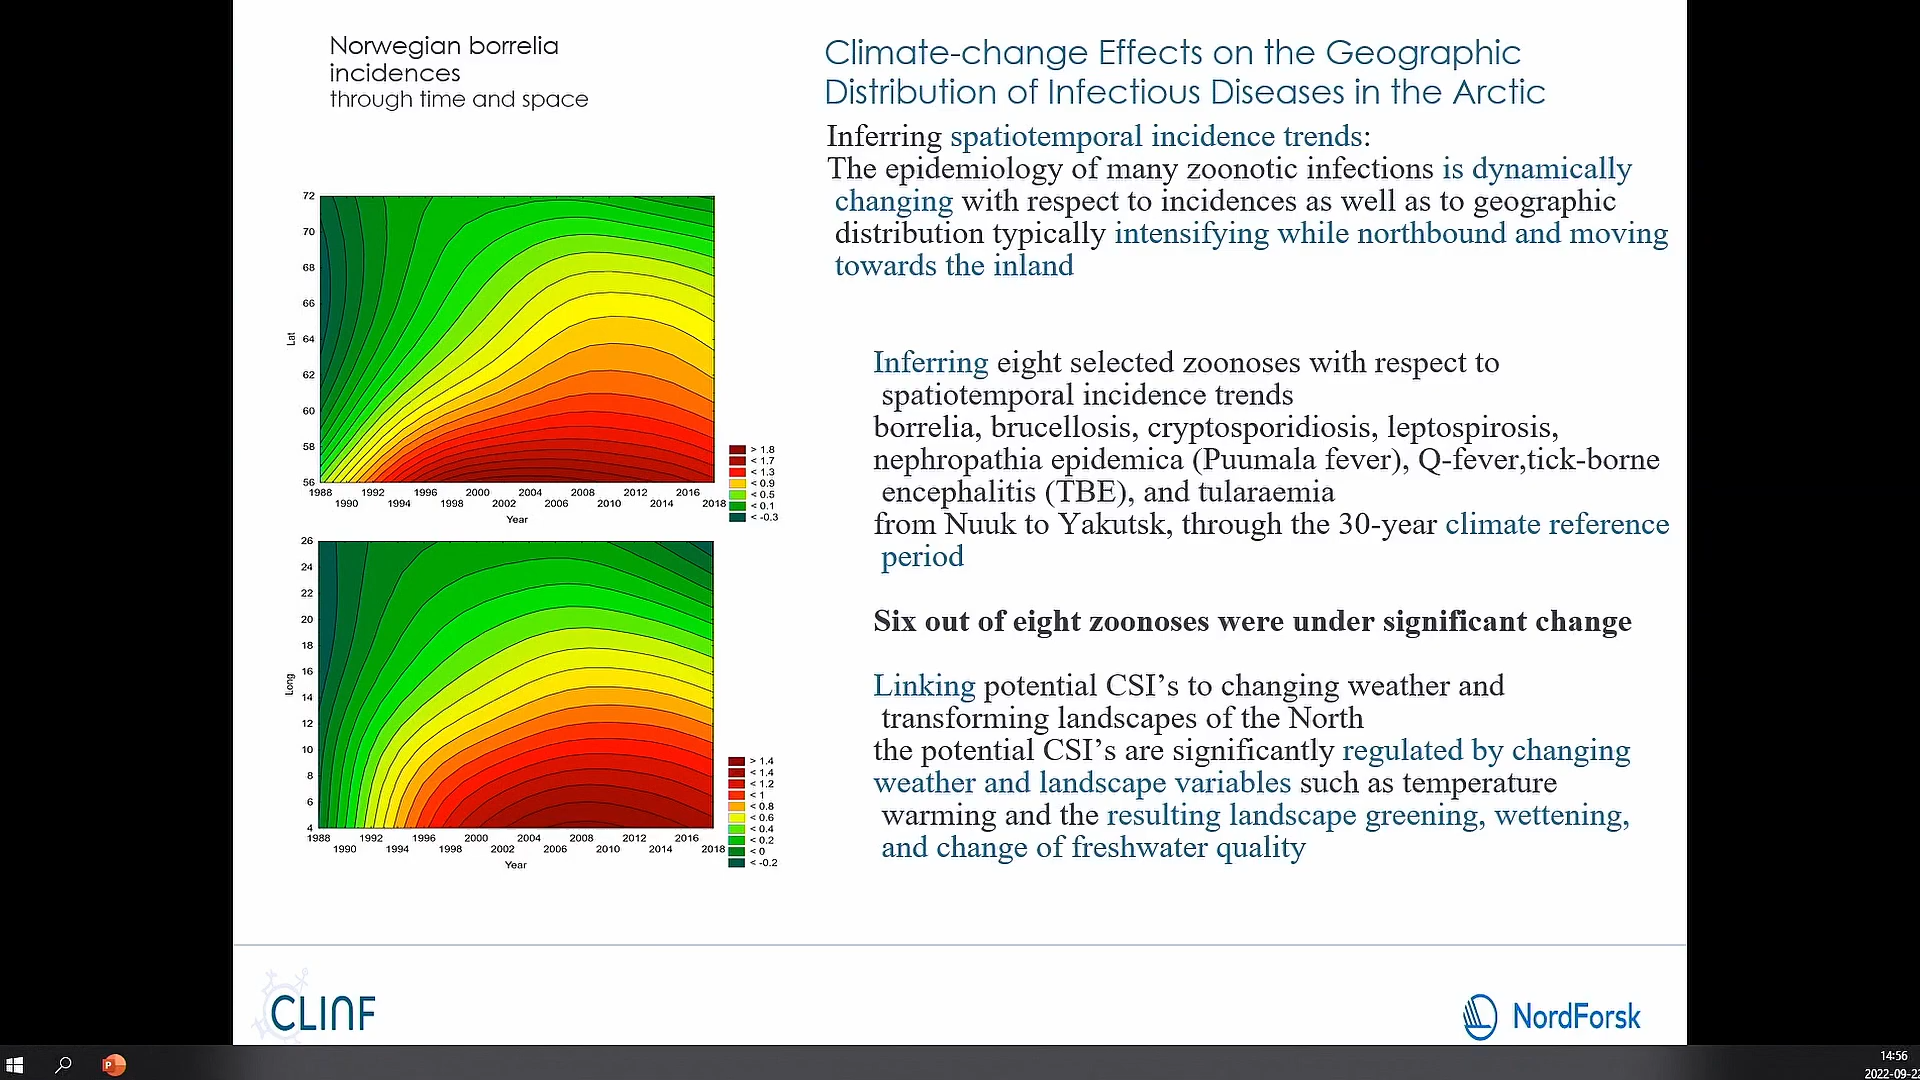 Norwegian borrelia
incidences
through time and space
72
70
68
66
64
62
60
58
56
Lat
1988 1992 1996 2000 2004 2008 2012 2016
1990 1994 1998 2002 2006 2010 2014 2018
Year
> 1.8
< 1.7
< 1.3
< 0.9
< 0.5
< 0.1
< -0.3
26
24
22
20
18
16
14
12
10
8
6
4
Long
1988 1992 1996 2000 2004 2008 2012 2016
1990 1994 1998 2002 2006 2010 2014 2018
Year
> 1.4
< 1.4
< 1.2
< 1
< 0.8
< 0.6
< 0.4
< 0.2
< 0
< -0.2
Climate-change Effects on the Geographic
Distribution of Infectious Diseases in the Arctic
Inferring spatiotemporal incidence trends:
The epidemiology of many zoonotic infections is dynamically
changing with respect to incidences as well as to geographic
distribution typically intensifying while northbound and moving
towards the inland
Inferring eight selected zoonoses with respect to
spatiotemporal incidence trends
borrelia, brucellosis, cryptosporidiosis, leptospirosis,
nephropathia epidemica (Puumala fever), Q-fever,tick-borne
encephalitis (TBE), and tularaemia
from Nuuk to Yakutsk, through the 30-year climate reference
period
Six out of eight zoonoses were under significant change
Linking potential CSI’s to changing weather and
transforming landscapes of the North
the potential CSI’s are significantly regulated by changing
weather and landscape variables such as temperature
warming and the resulting landscape greening, wettening,
and change of freshwater quality
CLINF
NordForsk
P
14:56